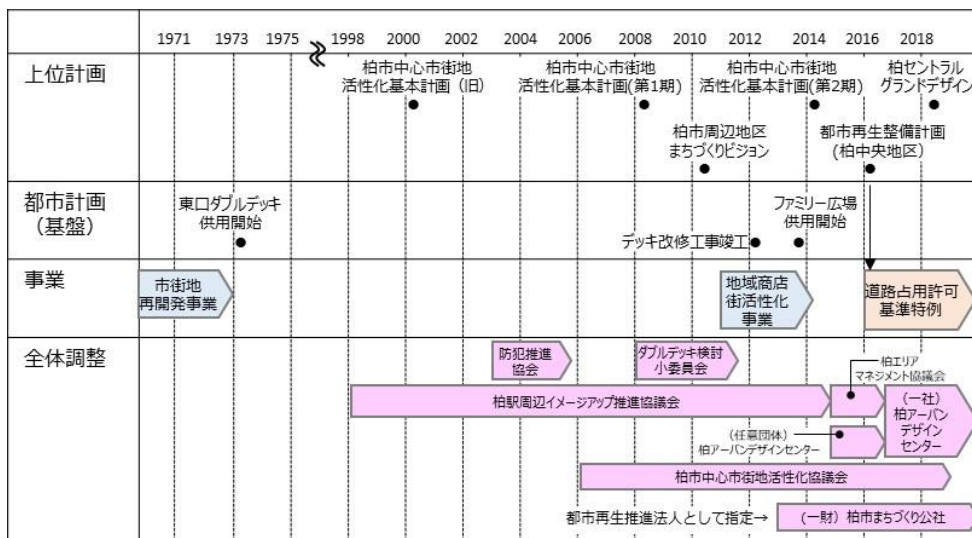 1971 1973 1975 1998 2000 2002 2004 2006 2008 2010 2012 2014 2016 2018
上位計画
柏市中心市街地
活性化基本計画（旧）
柏市中心市街地
活性化基本計画(第1期)
柏市中心市街地
活性化基本計画(第2期)
柏セントラル
グランドデザイン
柏市周辺地区
まちづくりビジョン
都市再生整備計画
(柏中央地区)
都市計画
（基盤）
東口ダブルデッキ
供用開始
デッキ改修工事竣工
ファミリー広場
供用開始
事業
市街地
再開発事業
地域商店
街活性化
事業
道路占用許可
基準特例
全体調整
防犯推進
協会
ダブルデッキ検討
小委員会
柏エリア
マネジメント協議会
柏駅周辺イメージアップ推進協議会
（一社）
柏アーバン
デザイン
センター
（任意団体）
柏アーバンデザインセンター
柏市中心市街地活性化協議会
都市再生推進法人として指定→
（一財）柏市まちづくり公社